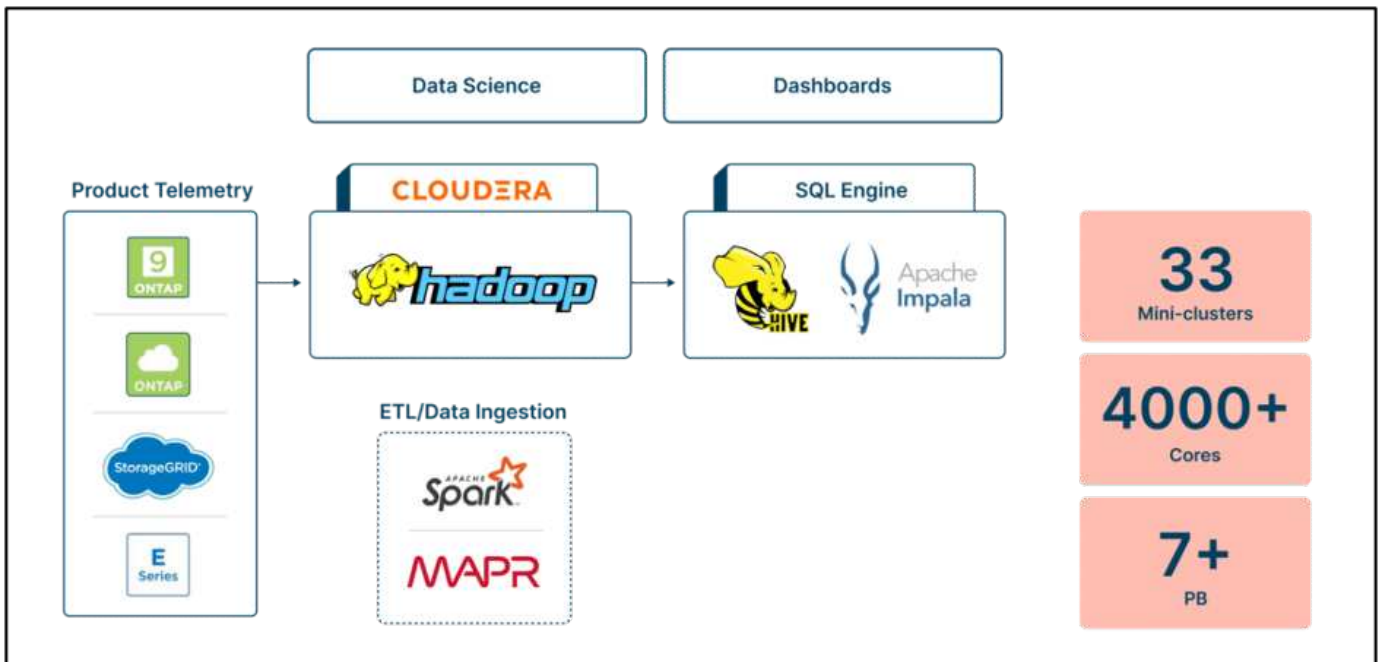 Data Science
Dashboards
Product Telemetry
CLOUDERA
SQL Engine
9
ONTAP
hadoop
HIVE
Apache
Impala
33
Mini-clusters
ONTAP
4000+
Cores
ETL/Data Ingestion
StorageGRID
APACHE
Spark
E
Series
MAPR
7+
PB